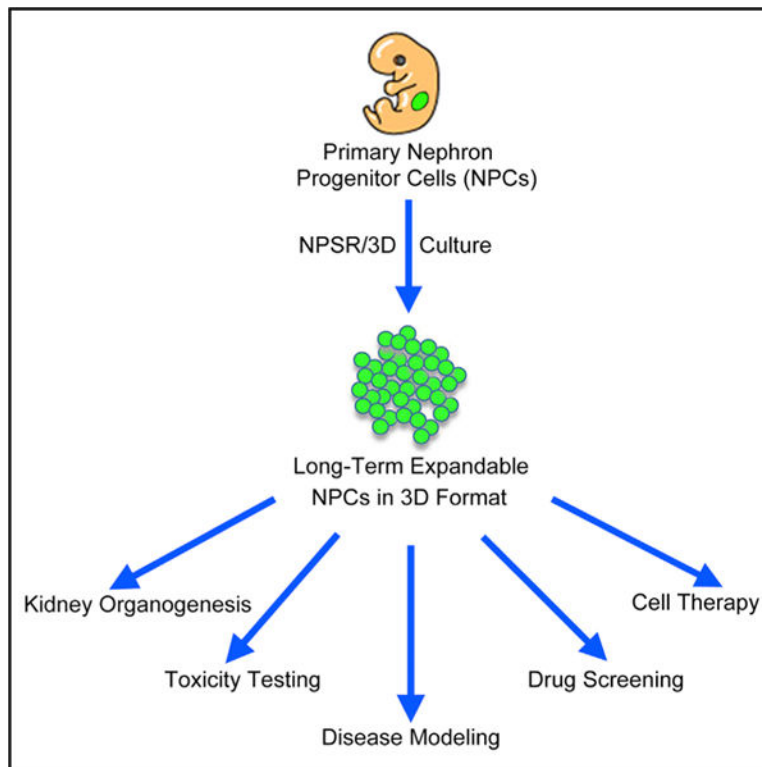 Primary Nephron
Progenitor Cells (NPCs)
NPSR/3D Culture
Long-Term Expandable
NPCs in 3D Format
Kidney Organogenesis
Cell Therapy
Toxicity Testing
Drug Screening
Disease Modeling